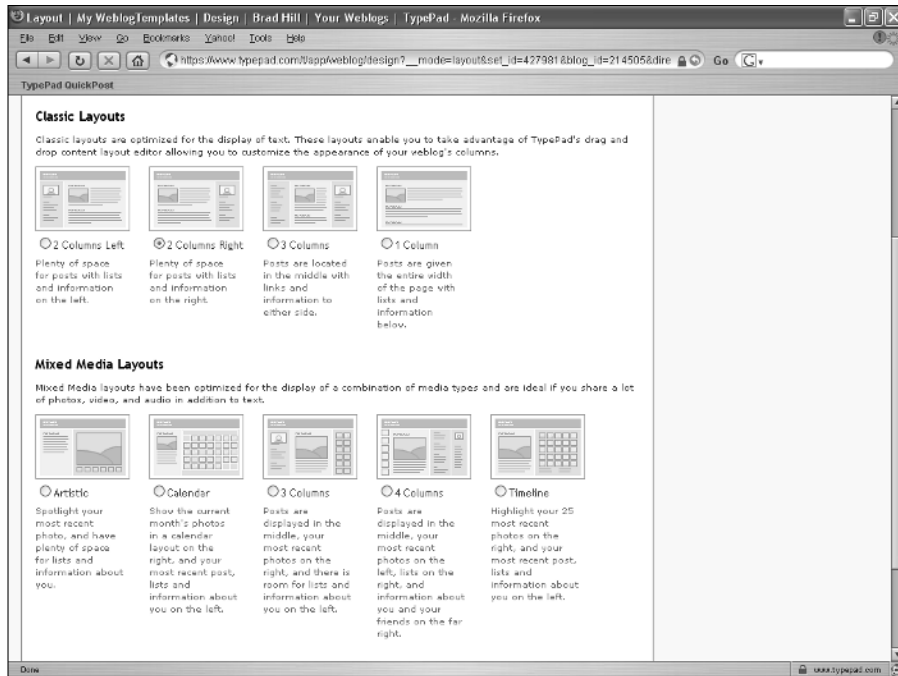 Layout | My WeblogTemplates | Design | Brad Hill | Your Weblogs | TypePad - Mozilla Firefox
File Edit View Go Bookmarks Yahoo! Tools Help
https://www.typepad.com/t/app/weblog/design?__mode=layout&set_id=427981&blog_id=214505&dire Go G
TypePad QuickPost
Classic Layouts
Classic layouts are optimized for the display of text. These layouts enable you to take advantage of TypePad's drag and
drop content layout editor allowing you to customize the appearance of your weblog's columns.
2 Columns Left 2 Columns Right 3 Columns 1 Column
Plenty of space Plenty of space Posts are located Posts are given
for posts with lists for posts with lists in the middle with the entire width
and information and information links and of the page with
on the left. on the right. information to lists and
either side. information
below.
Mixed Media Layouts
Mixed Media layouts have been optimized for the display of a combination of media types and are ideal if you share a lot
of photos, video, and audio in addition to text.
Artistic Calendar 3 Columns 4 Columns Timeline
Spotlight your Show the current Posts are Posts are Highlight your 25
most recent month's photos displayed in the displayed in the most recent
photo, and have in a calendar middle, your middle, your photos on the
plenty of space layout on the most recent most recent right, and your
for lists and right, and your photos on the photos on the most recent post,
information about most recent post, right, and there is left, lists on the lists and
you. lists and room for lists and right, and information about
information about information about information about you on the left.
you on the left. you on the left. you and your
friends on the far
right.
Done www.typepad.com